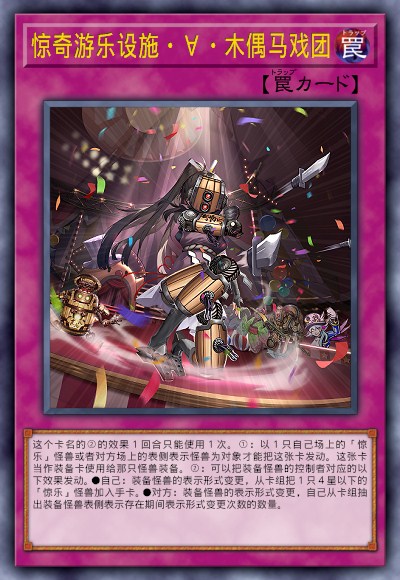 惊奇游乐设施・∀・木偶马戏团
トラップ
罠
トラップ
【罠カード】
这个卡名的②的效果1回合只能使用1次。①：以1只自己场上的「惊
乐」怪兽或者对方场上的表侧表示怪兽为对象才能把这张卡发动。这张卡
当作装备卡使用给那只怪兽装备。②：可以把装备怪兽的控制者对应的以
下效果发动。●自己：装备怪兽的表示形式变更，从卡组把1只4星以下的
「惊乐」怪兽加入手卡。●对方：装备怪兽的表示形式变更，自己从卡组抽
出装备怪兽表侧表示存在期间表示形式变更次数的数量。